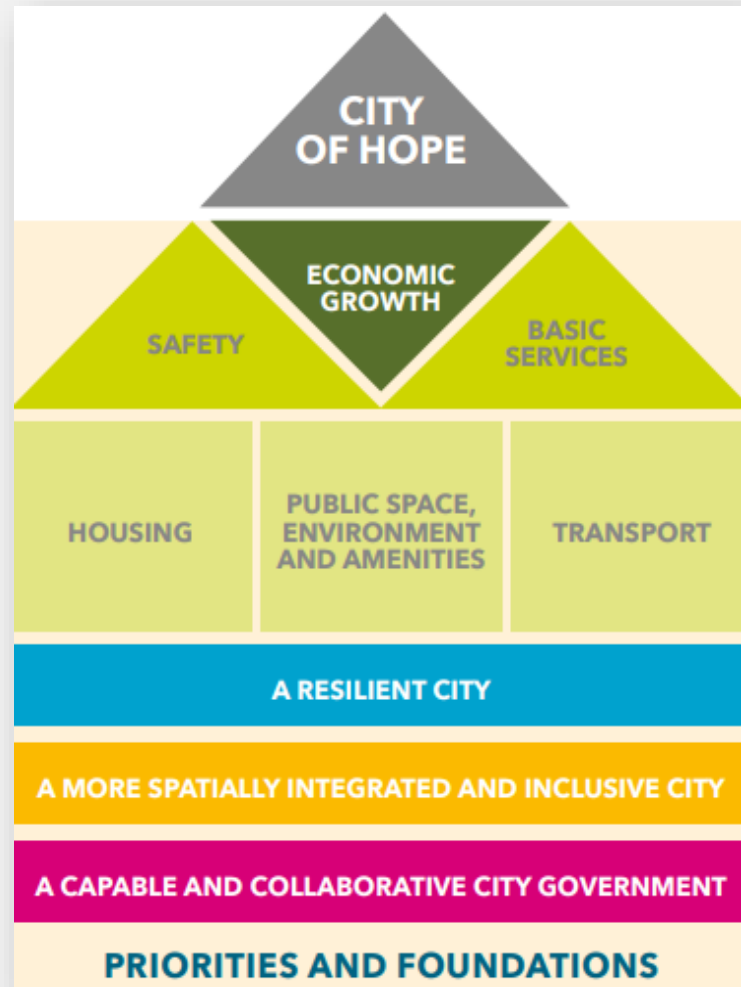 CITY
OF HOPE
ECONOMIC
GROWTH
SAFETY
BASIC
SERVICES
HOUSING
PUBLIC SPACE,
ENVIRONMENT
AND AMENITIES
TRANSPORT
A RESILIENT CITY
A MORE SPATIALLY INTEGRATED AND INCLUSIVE CITY
A CAPABLE AND COLLABORATIVE CITY GOVERNMENT
PRIORITIES AND FOUNDATIONS